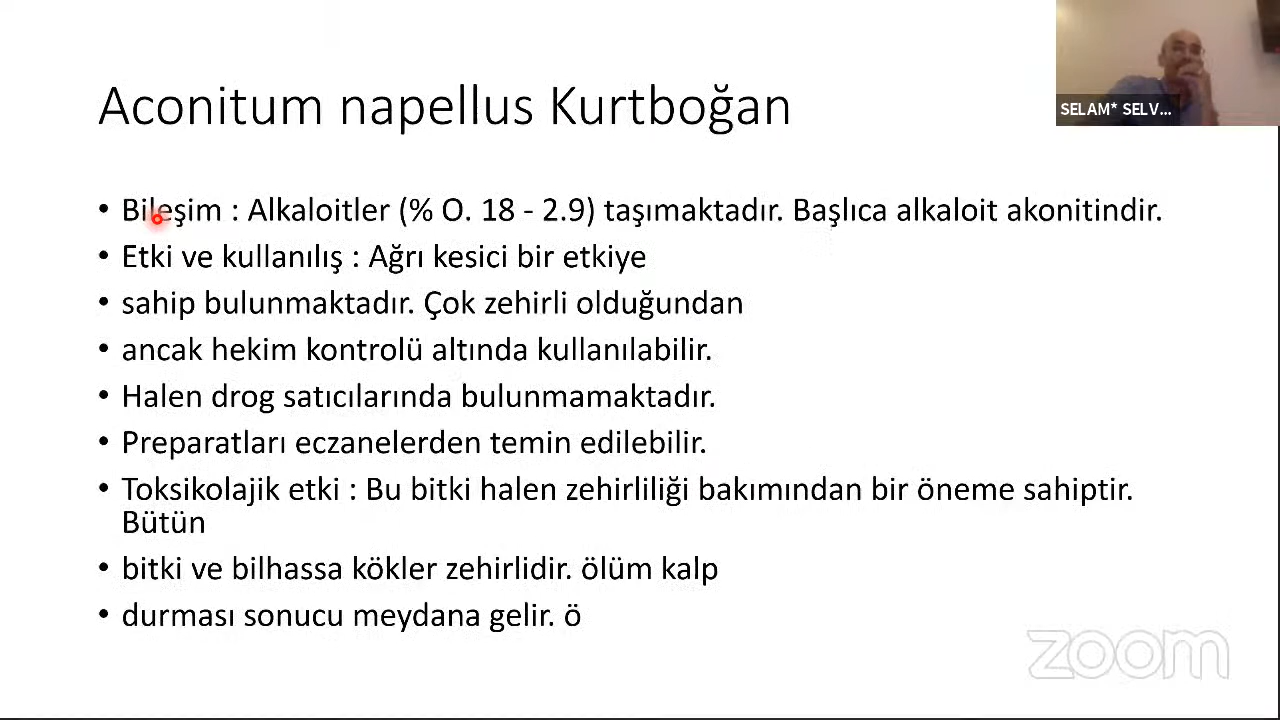 Aconitum napellus Kurtboğan
SELAM* SELV...
• Bileşim : Alkaloitler (% O. 18 - 2.9) taşımaktadır. Başlıca alkaloit akonitindir.
• Etki ve kullanılış : Ağrı kesici bir etkiye
• sahip bulunmaktadır. Çok zehirli olduğundan
• ancak hekim kontrolü altında kullanılabilir.
• Halen drog satıcılarında bulunmamaktadır.
• Preparatları eczanelerden temin edilebilir.
• Toksikolajik etki : Bu bitki halen zehirliliği bakımından bir öneme sahiptir.
Bütün
• bitki ve bilhassa kökler zehirlidir. ölüm kalp
• durması sonucu meydana gelir. ö
zoom